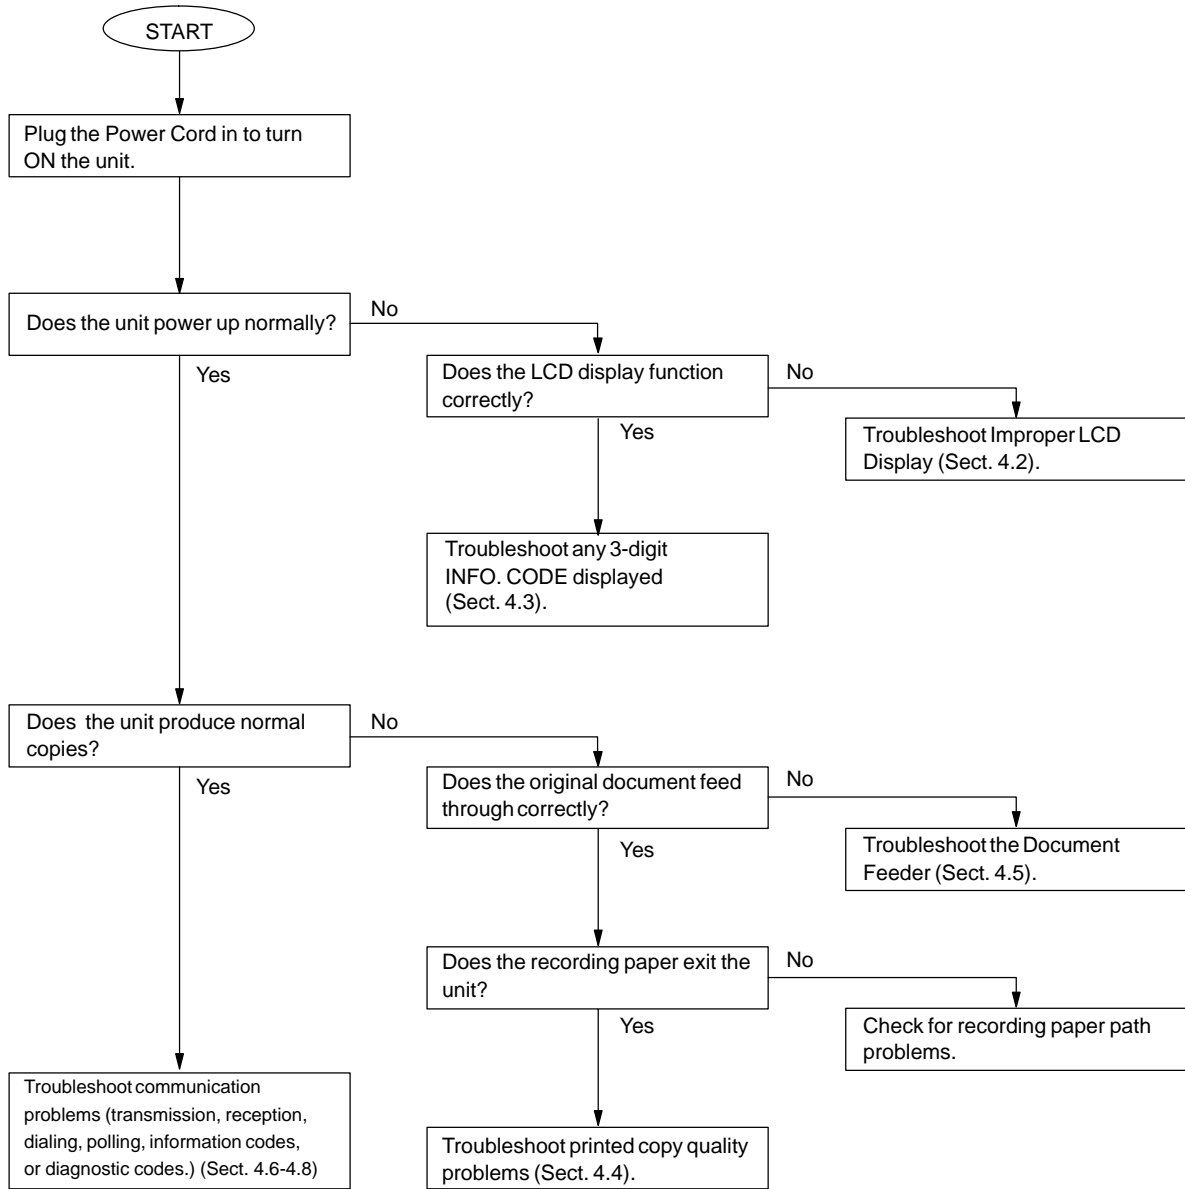 START
Plug the Power Cord in to turn
ON the unit.
Does the unit power up normally?
No
Yes
Does the LCD display function
correctly?
No
Yes
Troubleshoot Improper LCD
Display (Sect. 4.2).
Troubleshoot any 3-digit
INFO. CODE displayed
(Sect. 4.3).
Does the unit produce normal
copies?
No
Yes
Does the original document feed
through correctly?
No
Yes
Troubleshoot the Document
Feeder (Sect. 4.5).
Does the recording paper exit the
unit?
No
Yes
Check for recording paper path
problems.
Troubleshoot communication
problems (transmission, reception,
dialing, polling, information codes,
or diagnostic codes.) (Sect. 4.6-4.8)
Troubleshoot printed copy quality
problems (Sect. 4.4).